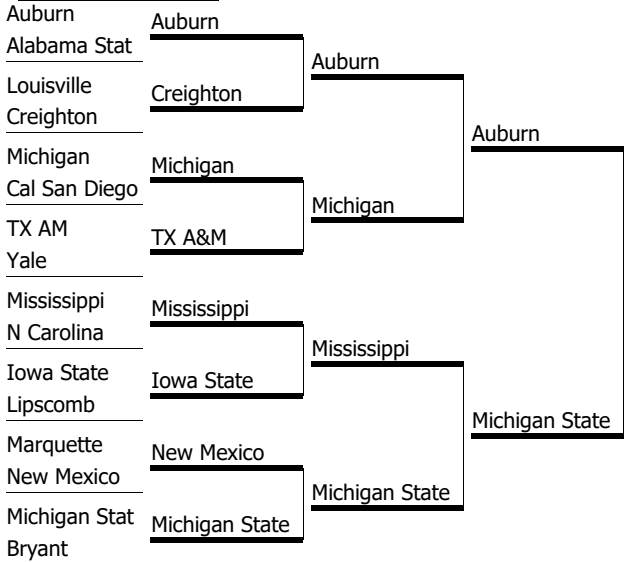 Auburn
Alabama Stat
Louisville
Creighton
Michigan
Cal San Diego
TX AM
Yale
Mississippi
N Carolina
Iowa State
Lipscomb
Marquette
New Mexico
Michigan Stat
Bryant
Auburn
Creighton
Michigan
TX A&M
Mississippi
Iowa State
New Mexico
Michigan State
Auburn
Michigan
Mississippi
Michigan State
Auburn
Michigan State